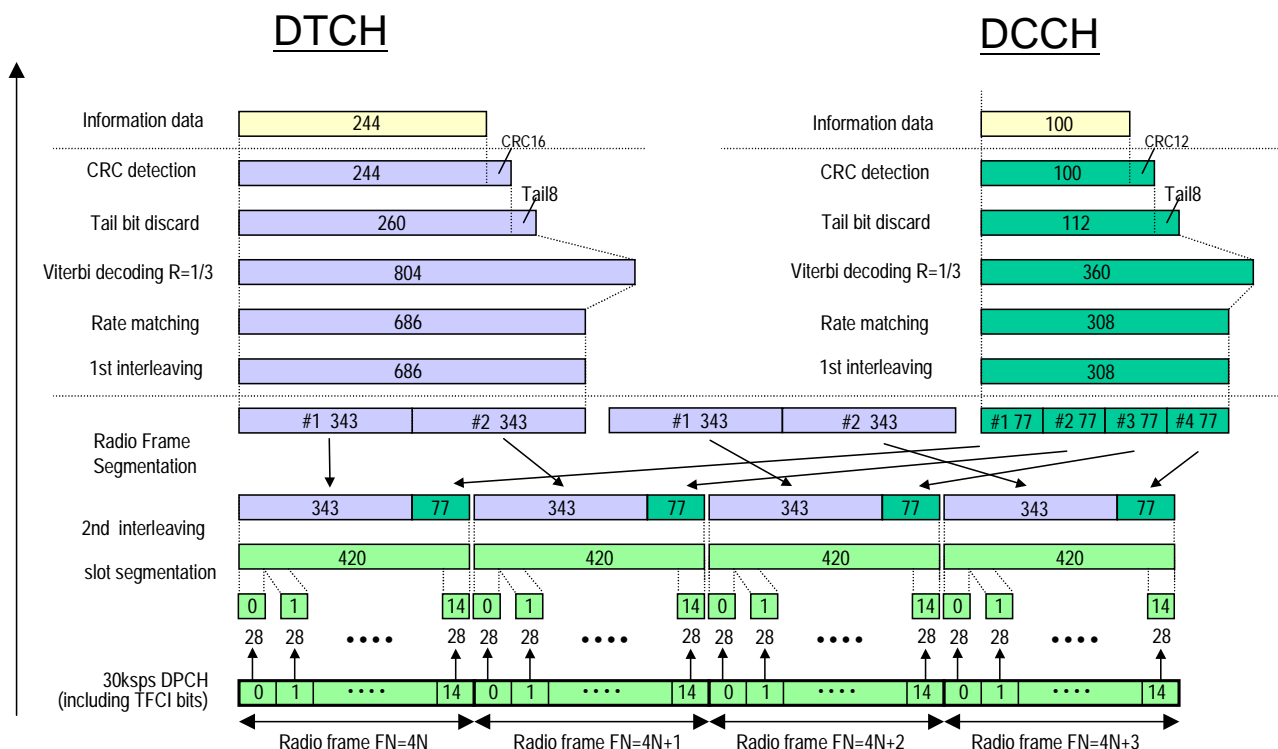 DTCH DCCH
Information data 244 Information data 100
CRC16 CRC12
CRC detection 244 CRC detection 100
Tail8 Tail8
Tail bit discard 260 Tail bit discard 112
Viterbi decoding R=1/3 804 Viterbi decoding R=1/3 360
Rate matching 686 Rate matching 308
1st interleaving 686 1st interleaving 308
#1 343 #2 343 #1 343 #2 343 #1 77 #2 77 #3 77 #4 77
Radio Frame
Segmentation
343 77 343 77 343 77 343 77
2nd interleaving
420 420 420 420
slot segmentation
0 1 14 0 1 14 0 1 14 0 1 14
28 28 •••• 28 28 28 •••• 28 28 28 •••• 28 28 28 •••• 28
30ksps DPCH
(including TFCI bits)
0 1 •••• 14 0 1 •••• 14 0 1 •••• 14 0 1 •••• 14
Radio frame FN=4N Radio frame FN=4N+1 Radio frame FN=4N+2 Radio frame FN=4N+3